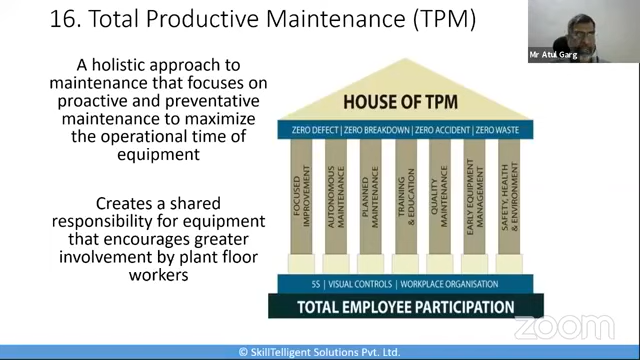 16. Total Productive Maintenance (TPM)
Mr Atul Garg
A holistic approach to
maintenance that focuses on
proactive and preventative
maintenance to maximize
the operational time of
equipment
Creates a shared
responsibility for equipment
that encourages greater
involvement by plant floor
workers
HOUSE OF TPM
ZERO DEFECT | ZERO BREAKDOWN | ZERO ACCIDENT | ZERO WASTE
FOCUSED
IMPROVEMENT
AUTONOMOUS
MAINTENANCE
PLANNED
MAINTENANCE
TRAINING
& EDUCATION
QUALITY
MAINTENANCE
EARLY EQUIPMENT
MANAGEMENT
SAFETY, HEALTH
& ENVIRONMENT
5S | VISUAL CONTROLS | WORKPLACE ORGANISATION
TOTAL EMPLOYEE PARTICIPATION
zoom
© SkillTelligent Solutions Pvt. Ltd.